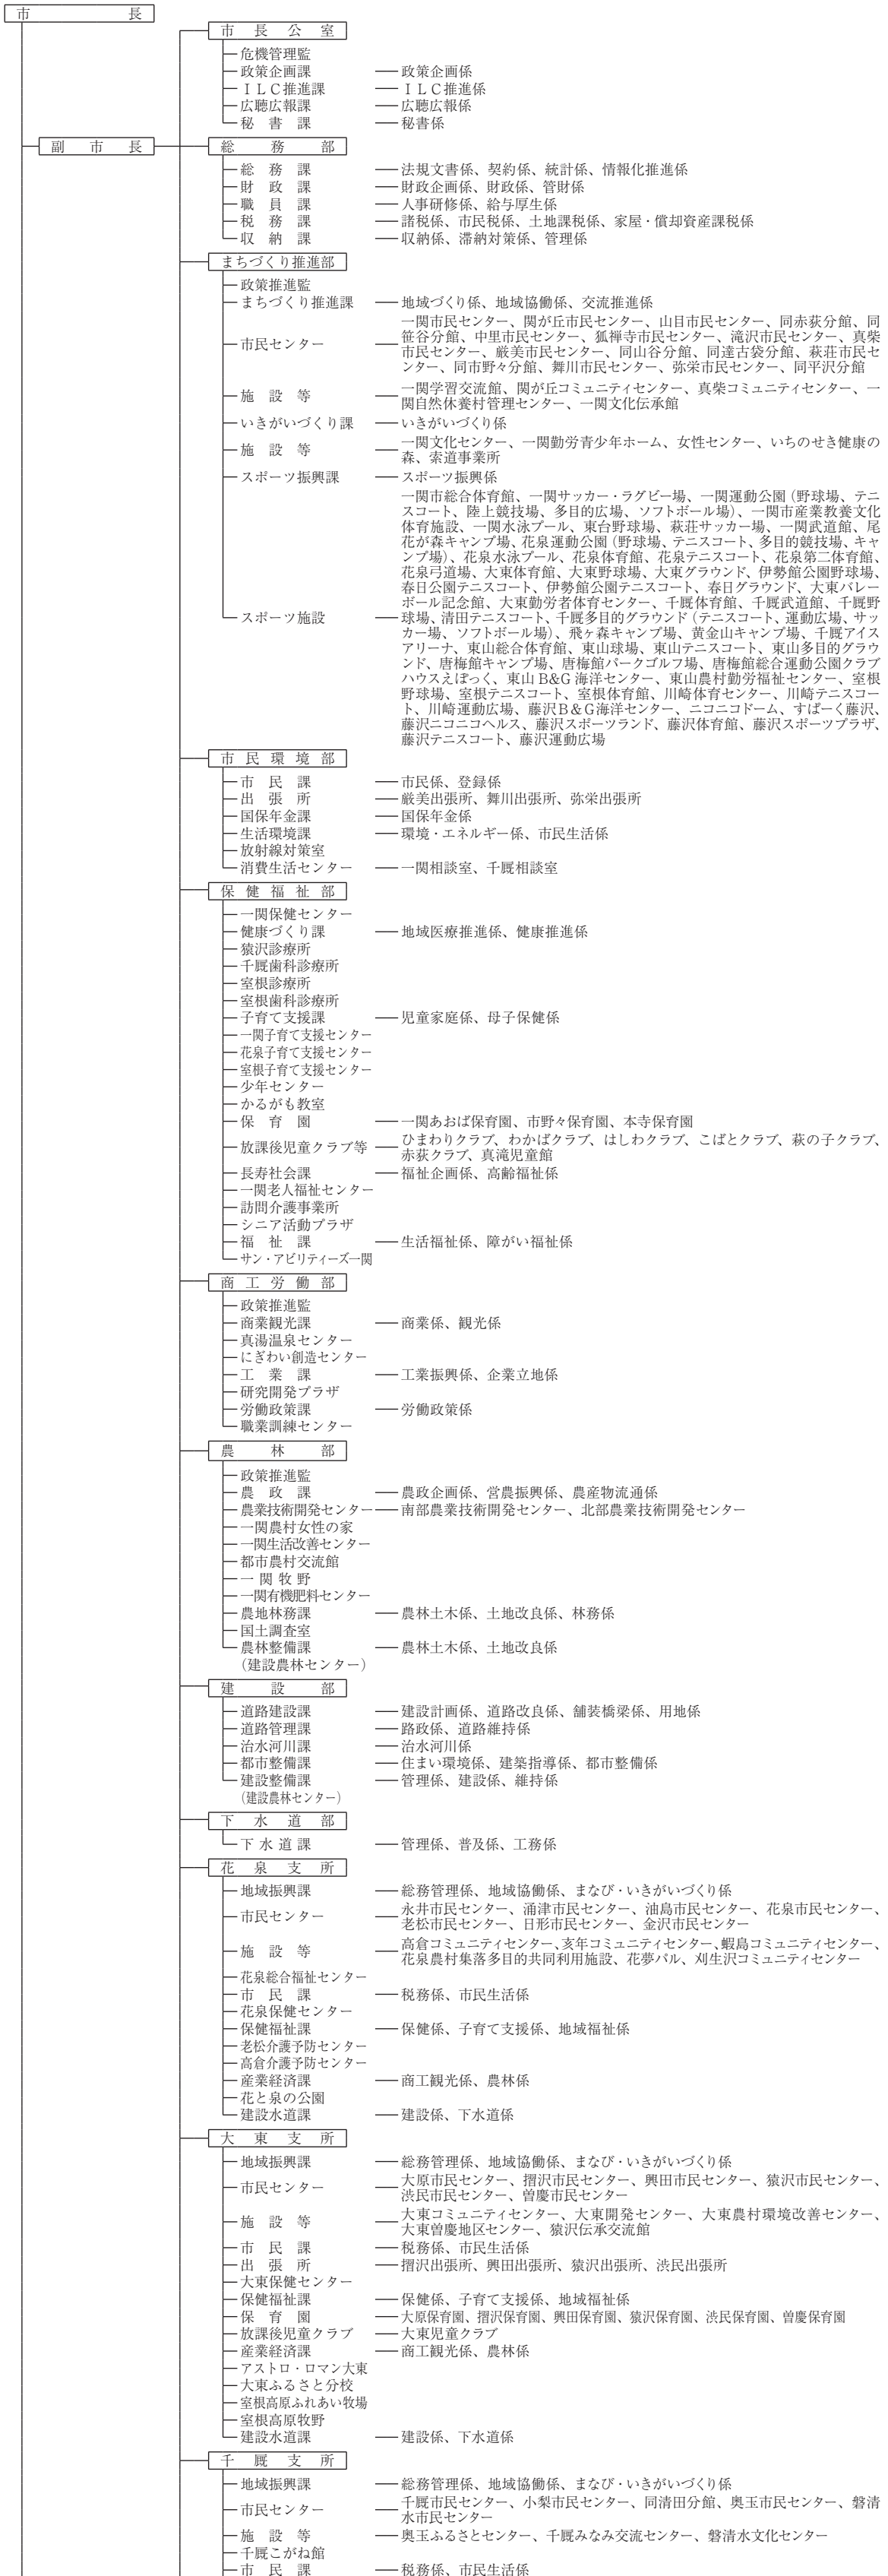 市長
市長公室
危機管理監
政策企画課 政策企画係
ＩＬＣ推進課 ＩＬＣ推進係
広聴広報課 広聴広報係
秘書課 秘書係
副市長 総務部
総務課 法規文書係、契約係、統計係、情報化推進係
財政課 財政企画係、財政係、管財係
職員課 人事研修係、給与厚生係
税務課 諸税係、市民税係、土地課税係、家屋・償却資産課税係
収納課 収納係、滞納対策係、管理係
まちづくり推進部
政策推進監
まちづくり推進課 地域づくり係、地域協働係、交流推進係
市民センター 一関市民センター、関が丘市民センター、山目市民センター、同赤荻分館、同
笹谷分館、中里市民センター、狐禅寺市民センター、滝沢市民センター、真柴
市民センター、厳美市民センター、同山谷分館、同達古袋分館、萩荘市民セ
ンター、同市野々分館、舞川市民センター、弥栄市民センター、同平沢分館
施設等 一関学習交流館、関が丘コミュニティセンター、真柴コミュニティセンター、一
関自然休養村管理センター、一関文化伝承館
いきがいづくり課 いきがいづくり係
施設等 一関文化センター、一関勤労青少年ホーム、女性センター、いちのせき健康の
森、索道事業所
スポーツ振興課 スポーツ振興係
スポーツ施設 一関市総合体育館、一関サッカー・ラグビー場、一関運動公園（野球場、テニ
スコート、陸上競技場、多目的広場、ソフトボール場）、一関市産業教養文化
体育施設、一関水泳プール、東台野球場、萩荘サッカー場、一関武道館、尾
花が森キャンプ場、花泉運動公園（野球場、テニスコート、多目的競技場、キャ
ンプ場）、花泉水泳プール、花泉体育館、花泉テニスコート、花泉第二体育館、
花泉弓道場、大東体育館、大東野球場、大東グラウンド、伊勢館公園野球場、
春日公園テニスコート、伊勢館公園テニスコート、春日グラウンド、大東バレー
ボール記念館、大東勤労者体育センター、千厩体育館、千厩武道館、千厩野
球場、清田テニスコート、千厩多目的グラウンド（テニスコート、運動広場、サッ
カー場、ソフトボール場）、飛ヶ森キャンプ場、黄金山キャンプ場、千厩アイス
アリーナ、東山総合体育館、東山球場、東山テニスコート、東山多目的グラウ
ンド、唐梅館キャンプ場、唐梅館パークゴルフ場、唐梅館総合運動公園クラブ
ハウスえぽっく、東山Ｂ&Ｇ海洋センター、東山農村勤労福祉センター、室根
野球場、室根テニスコート、室根体育館、川崎体育センター、川崎テニスコー
ト、川崎運動広場、藤沢Ｂ&Ｇ海洋センター、ニコニコドーム、すぱーく藤沢、
藤沢ニコニコヘルス、藤沢スポーツランド、藤沢体育館、藤沢スポーツプラザ、
藤沢テニスコート、藤沢運動広場
市民環境部
市民課 市民係、登録係
出張所 厳美出張所、舞川出張所、弥栄出張所
国保年金課 国保年金係
生活環境課 環境・エネルギー係、市民生活係
放射線対策室
消費生活センター 一関相談室、千厩相談室
保健福祉部
一関保健センター
健康づくり課 地域医療推進係、健康推進係
猿沢診療所
千厩歯科診療所
室根診療所
室根歯科診療所
子育て支援課 児童家庭係、母子保健係
一関子育て支援センター
花泉子育て支援センター
室根子育て支援センター
少年センター
かるがも教室
保育園 一関あおば保育園、市野々保育園、本寺保育園
放課後児童クラブ等 ひまわりクラブ、わかばクラブ、はしわクラブ、こばとクラブ、萩の子クラブ、
赤荻クラブ、真滝児童館
長寿社会課 福祉企画係、高齢福祉係
一関老人福祉センター
訪問介護事業所
シニア活動プラザ
福祉課 生活福祉係、障がい福祉係
サン・アビリティーズ一関
商工労働部
政策推進監
商業観光課 商業係、観光係
真湯温泉センター
にぎわい創造センター
工業課 工業振興係、企業立地係
研究開発プラザ
労働政策課 労働政策係
職業訓練センター
農林部
政策推進監
農政課 農政企画係、営農振興係、農産物流通係
農業技術開発センター 南部農業技術開発センター、北部農業技術開発センター
一関農村女性の家
一関生活改善センター
都市農村交流館
一関牧野
一関有機肥料センター
農地林務課 農林土木係、土地改良係、林務係
国土調査室
農林整備課 農林土木係、土地改良係
（建設農林センター）
建設部
道路建設課 建設計画係、道路改良係、舗装橋梁係、用地係
道路管理課 路政係、道路維持係
治水河川課 治水河川係
都市整備課 住まい環境係、建築指導係、都市整備係
建設整備課 管理係、建設係、維持係
（建設農林センター）
下水道部
下水道課 管理係、普及係、工務係
花泉支所
地域振興課 総務管理係、地域協働係、まなび・いきがいづくり係
市民センター 永井市民センター、涌津市民センター、油島市民センター、花泉市民センター、
老松市民センター、日形市民センター、金沢市民センター
施設等 高倉コミュニティセンター、亥年コミュニティセンター、蝦島コミュニティセンター、
花泉農村集落多目的共同利用施設、花夢パル、刈生沢コミュニティセンター
花泉総合福祉センター
市民課 税務係、市民生活係
花泉保健センター
保健福祉課 保健係、子育て支援係、地域福祉係
老松介護予防センター
高倉介護予防センター
産業経済課 商工観光係、農林係
花と泉の公園
建設水道課 建設係、下水道係
大東支所
地域振興課 総務管理係、地域協働係、まなび・いきがいづくり係
市民センター 大原市民センター、摺沢市民センター、興田市民センター、猿沢市民センター、
渋民市民センター、曽慶市民センター
施設等 大東コミュニティセンター、大東開発センター、大東農村環境改善センター、
大東曽慶地区センター、猿沢伝承交流館
市民課 税務係、市民生活係
出張所 摺沢出張所、興田出張所、猿沢出張所、渋民出張所
大東保健センター
保健福祉課 保健係、子育て支援係、地域福祉係
保育園 大原保育園、摺沢保育園、興田保育園、猿沢保育園、渋民保育園、曽慶保育園
放課後児童クラブ 大東児童クラブ
産業経済課 商工観光係、農林係
アストロ・ロマン大東
大東ふるさと分校
室根高原ふれあい牧場
室根高原牧野
建設水道課 建設係、下水道係
千厩支所
地域振興課 総務管理係、地域協働係、まなび・いきがいづくり係
市民センター 千厩市民センター、小梨市民センター、同清田分館、奥玉市民センター、磐清
水市民センター
施設等 奥玉ふるさとセンター、千厩みなみ交流センター、磐清水文化センター
千厩こがね館
市民課 税務係、市民生活係